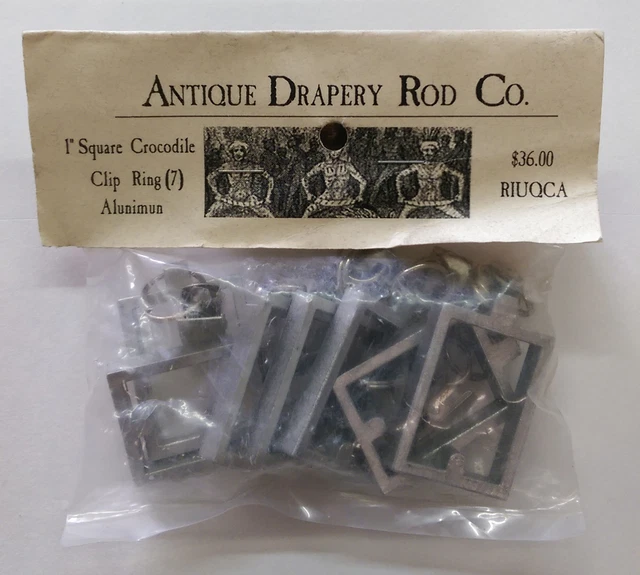 ANTIQUE DRAPERY ROD CO.
1" Square Crocodile
Clip Ring (7)
Alunimun
$36.00
RIUQCA